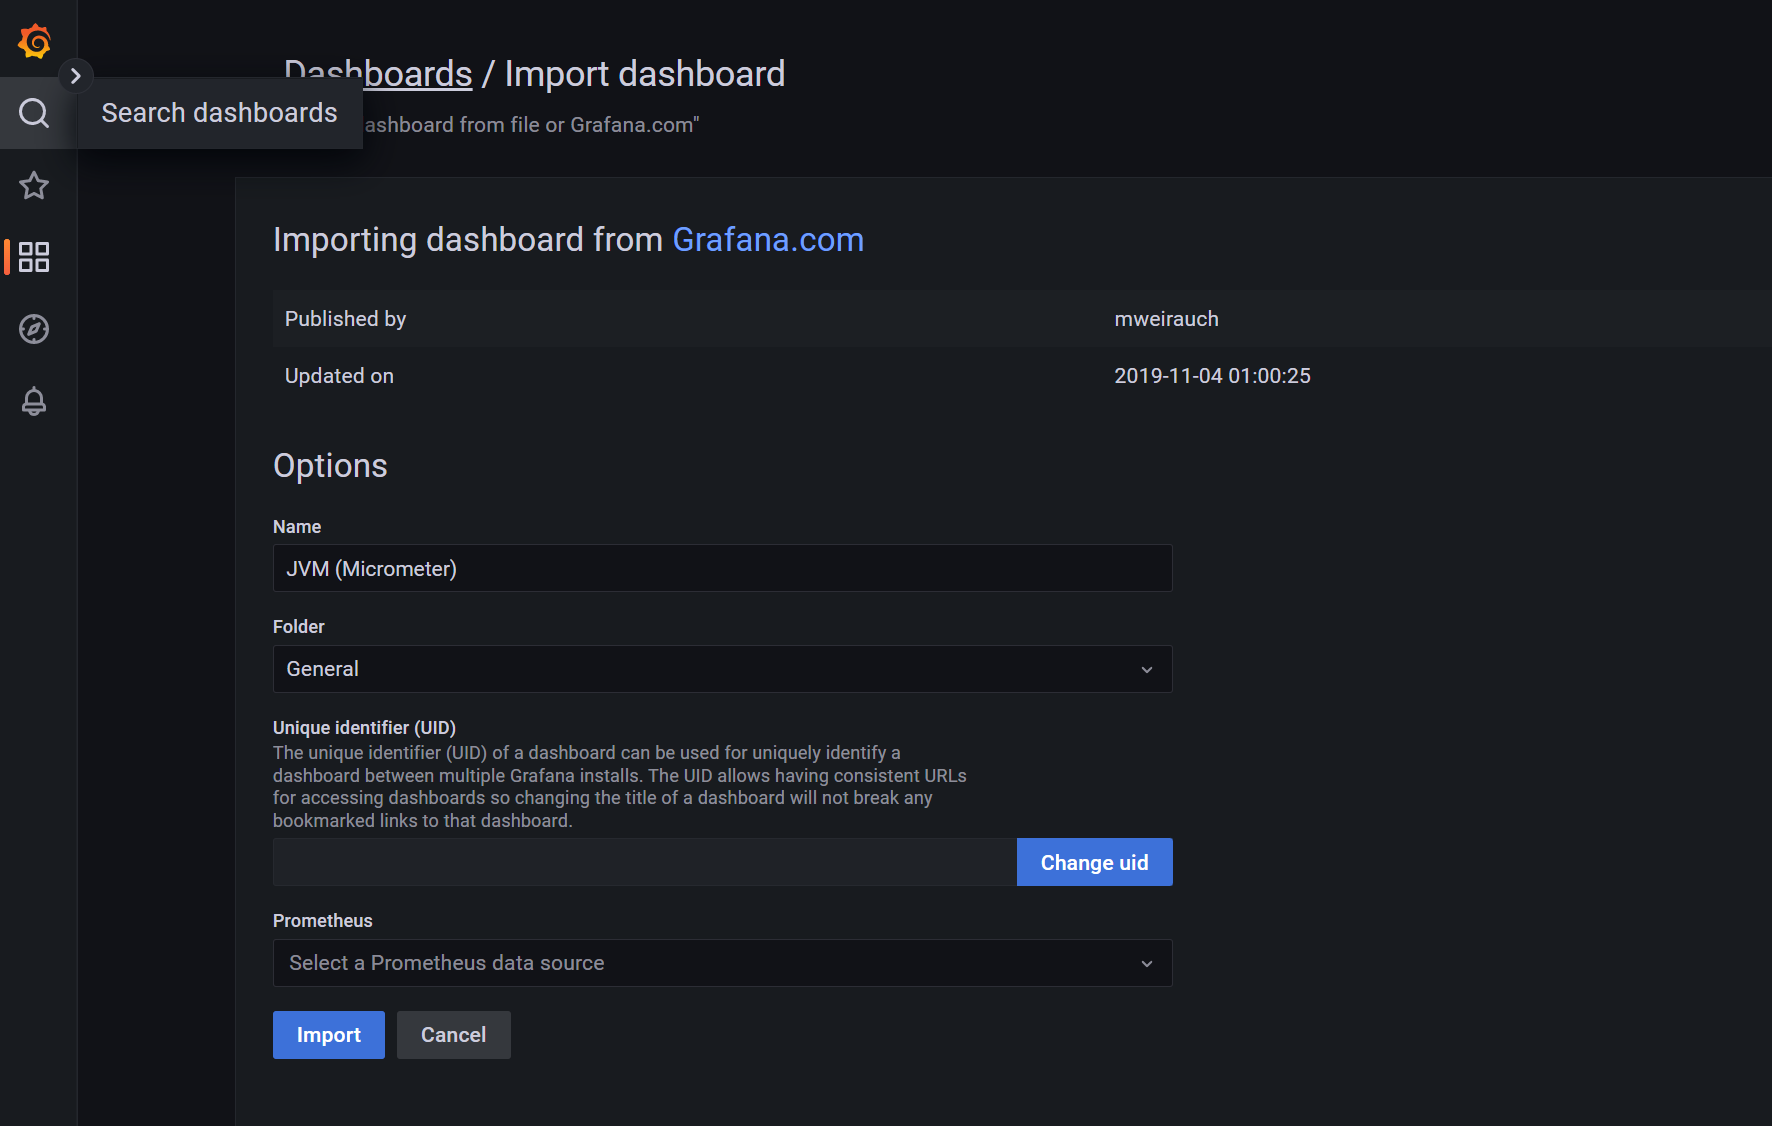 Dashboards / Import dashboard
Search dashboards
ashboard from file or Grafana.com"
Importing dashboard from Grafana.com
Published by mweirauch
Updated on 2019-11-04 01:00:25
Options
Name
JVM (Micrometer)
Folder
General
Unique identifier (UID)
The unique identifier (UID) of a dashboard can be used for uniquely identify a
dashboard between multiple Grafana installs. The UID allows having consistent URLs
for accessing dashboards so changing the title of a dashboard will not break any
bookmarked links to that dashboard.
Change uid
Prometheus
Select a Prometheus data source
Import Cancel